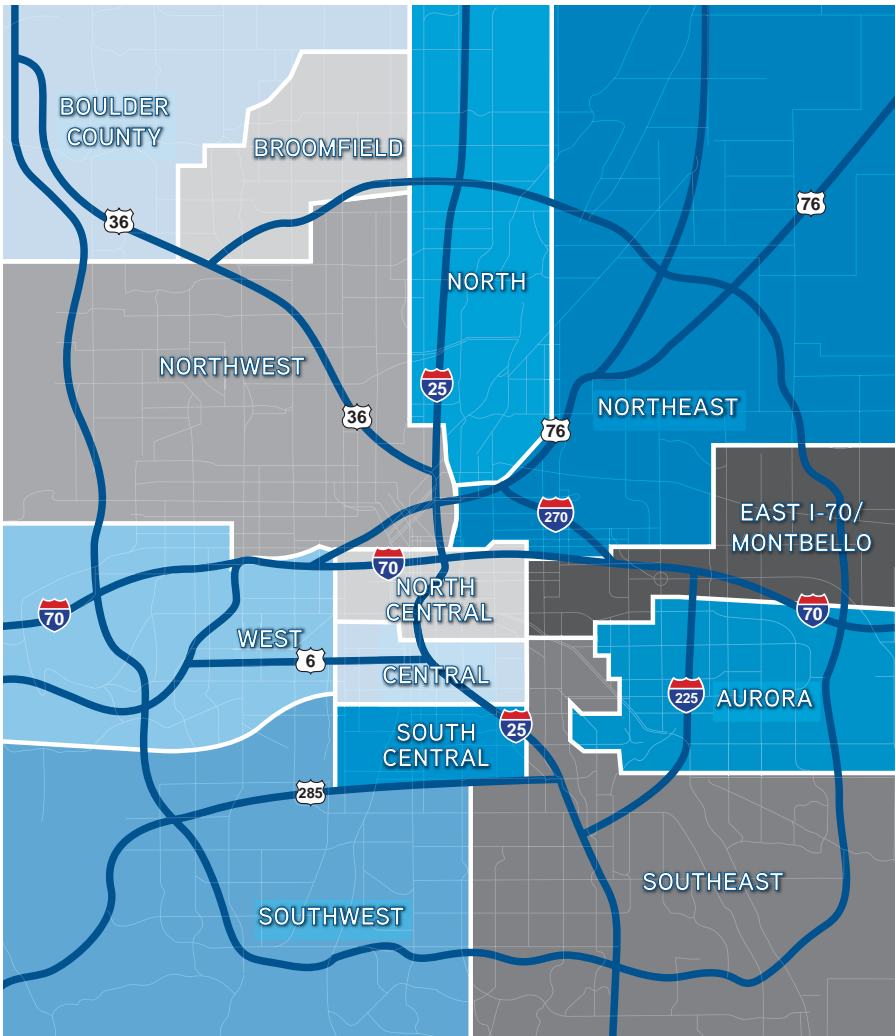 BOULDER
COUNTY
BROOMFIELD
36
76
NORTH
NORTHWEST
25
36
NORTHEAST
76
270
EAST I-70/
MONTBELLO
70
NORTH
CENTRAL
70
70
WEST
6
CENTRAL
225
AURORA
SOUTH
CENTRAL
25
285
SOUTHEAST
SOUTHWEST